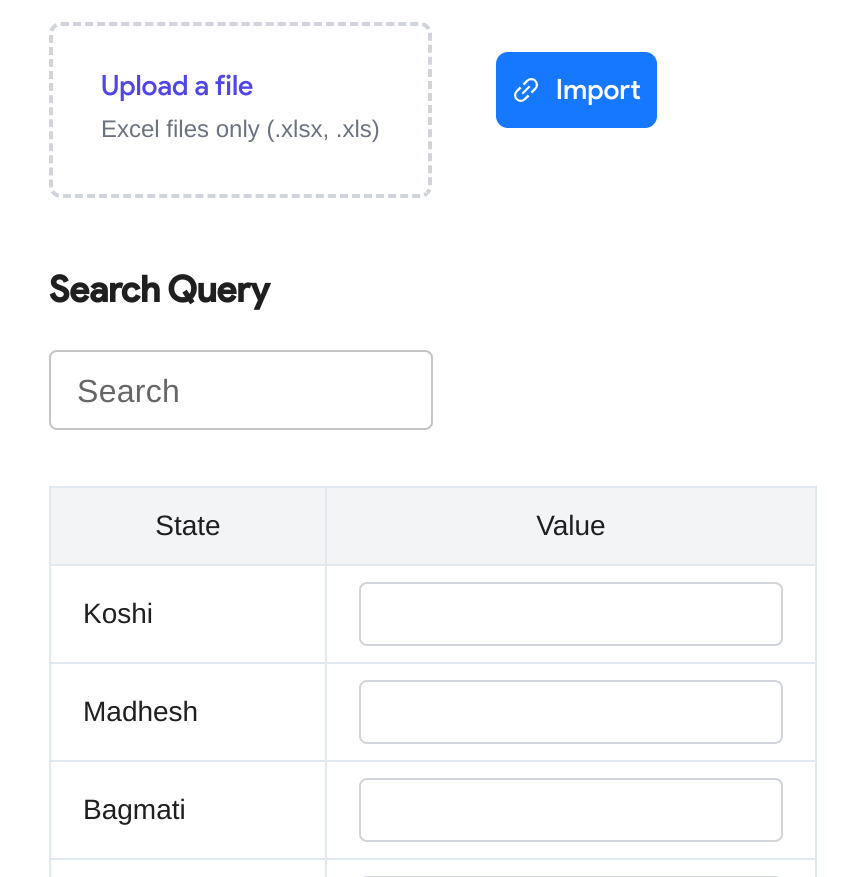 Upload a file
Import
Excel files only (.xlsx, .xls)
Search Query
Search
State Value
Koshi
Madhesh
Bagmati